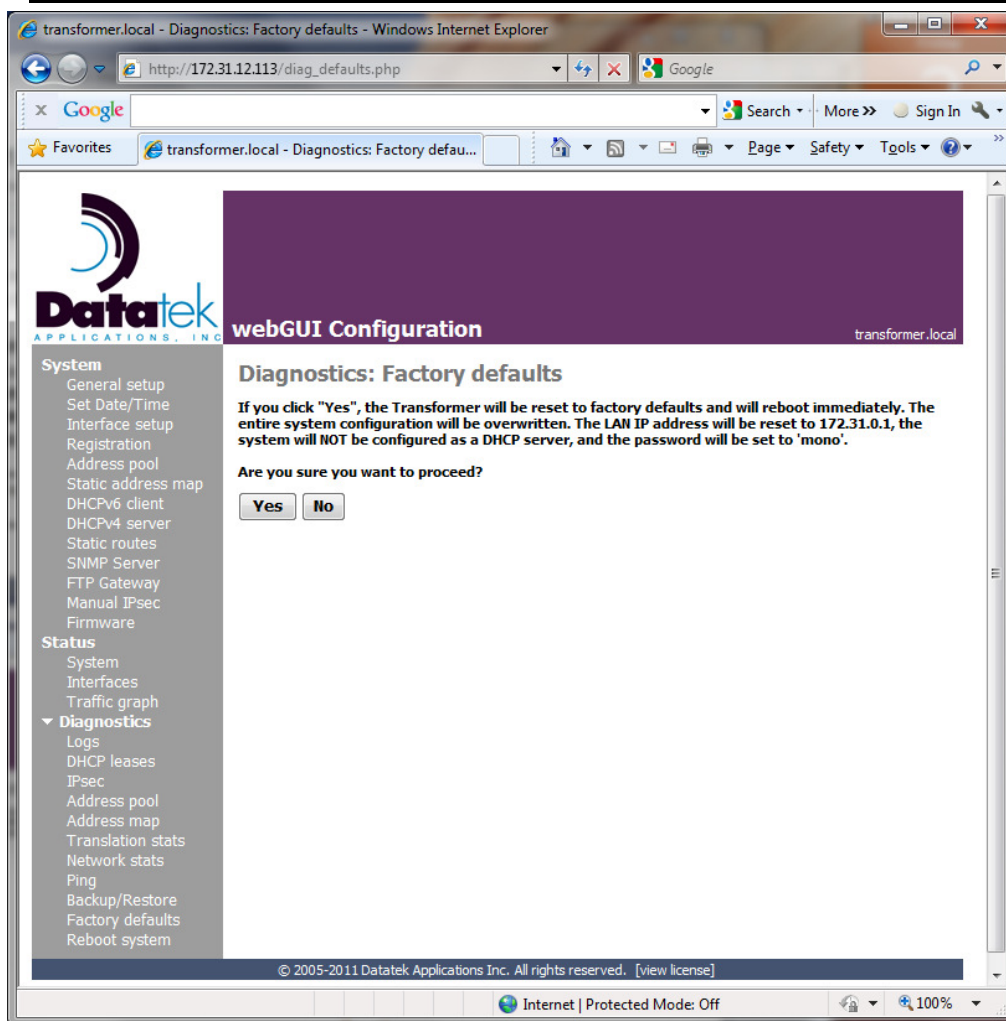 transformer.local - Diagnostics: Factory defaults - Windows Internet Explorer
http://172.31.12.113/diag_defaults.php
Google
x Google
Search
More >>
Sign In
Favorites
transformer.local - Diagnostics: Factory defau...
Page
Safety
Tools
>>
Datatek
APPLICATIONS, INC
webGUI Configuration
transformer.local
System
General setup
Set Date/Time
Interface setup
Registration
Address pool
Static address map
DHCPv6 client
DHCPv4 server
Static routes
SNMP Server
FTP Gateway
Manual IPsec
Firmware
Status
System
Interfaces
Traffic graph
Diagnostics
Logs
DHCP leases
IPsec
Address pool
Address map
Translation stats
Network stats
Ping
Backup/Restore
Factory defaults
Reboot system
Diagnostics: Factory defaults
If you click "Yes", the Transformer will be reset to factory defaults and will reboot immediately. The
entire system configuration will be overwritten. The LAN IP address will be reset to 172.31.0.1, the
system will NOT be configured as a DHCP server, and the password will be set to 'mono'.
Are you sure you want to proceed?
Yes
No
© 2005-2011 Datatek Applications Inc. All rights reserved. [view license]
Internet | Protected Mode: Off
100%